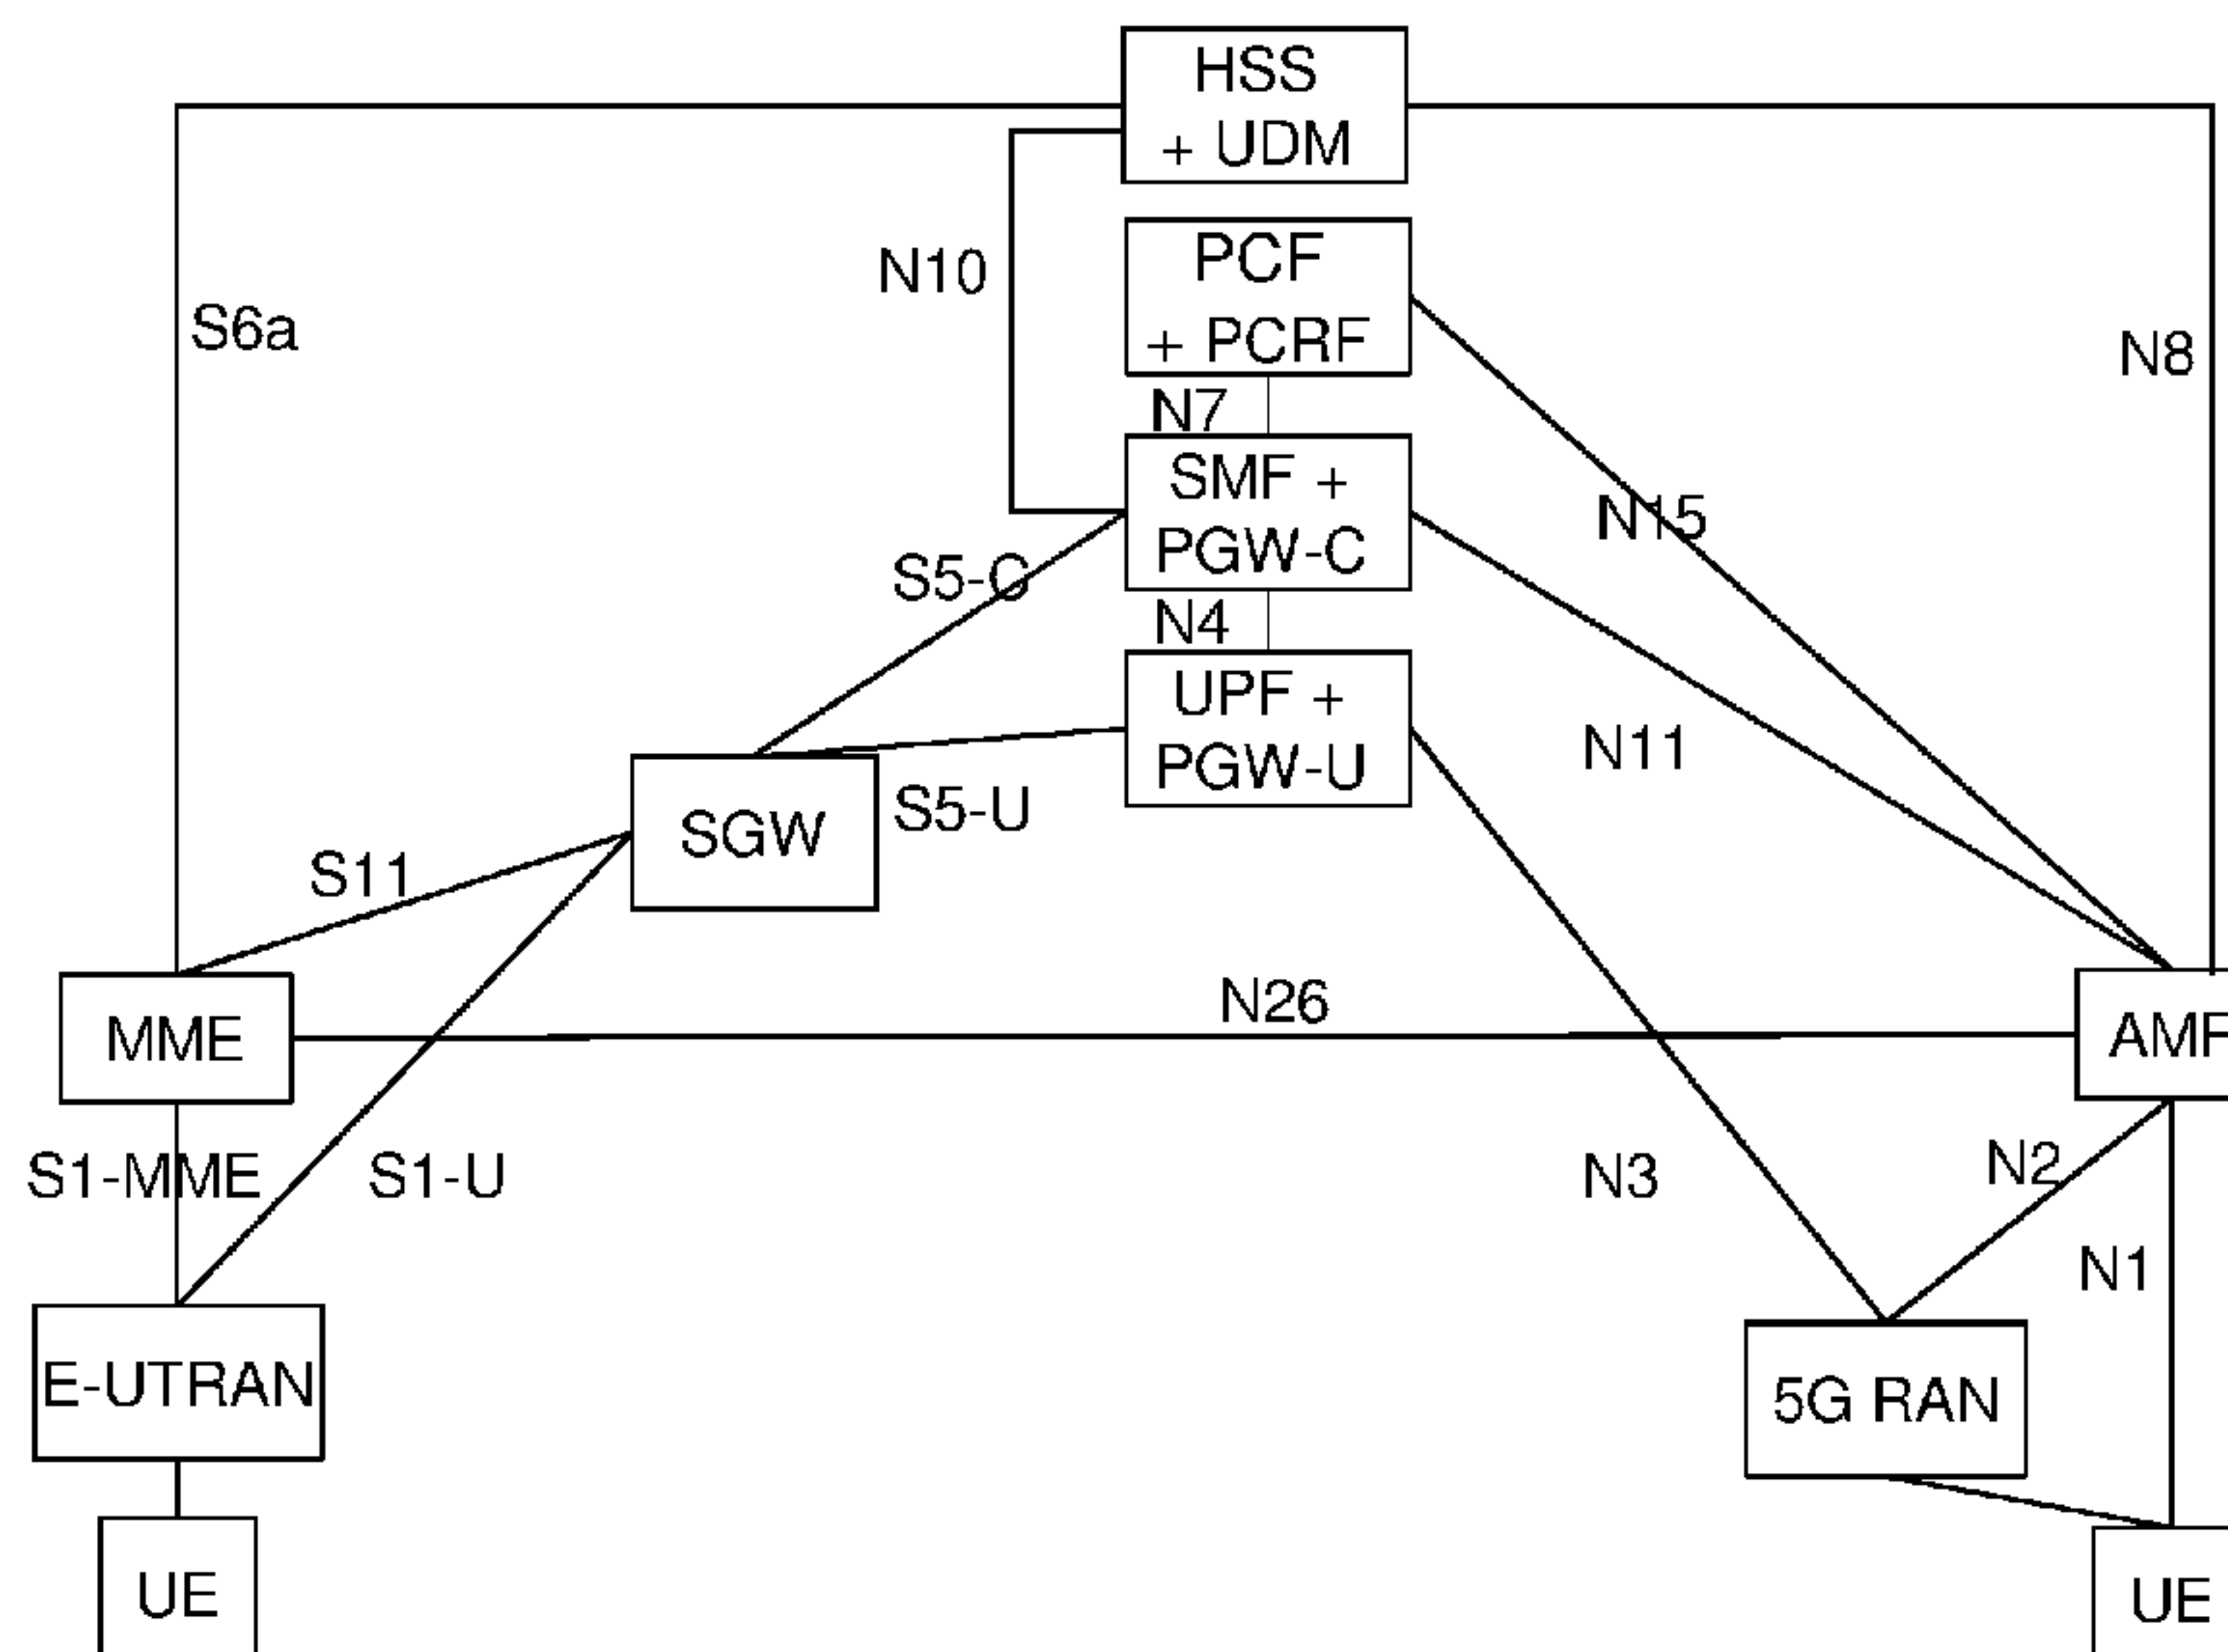 HSS
+ UDM
PCF
+ PCRF
N10
S6a
N8
N7
SMF +
PGW-C
N15
S5-C
N4
UPF +
PGW-U
N11
S5-U
SGW
S11
N26
MME
AMF
S1-MME
S1-U
N3
N2
N1
E-UTRAN
5G RAN
UE
UE